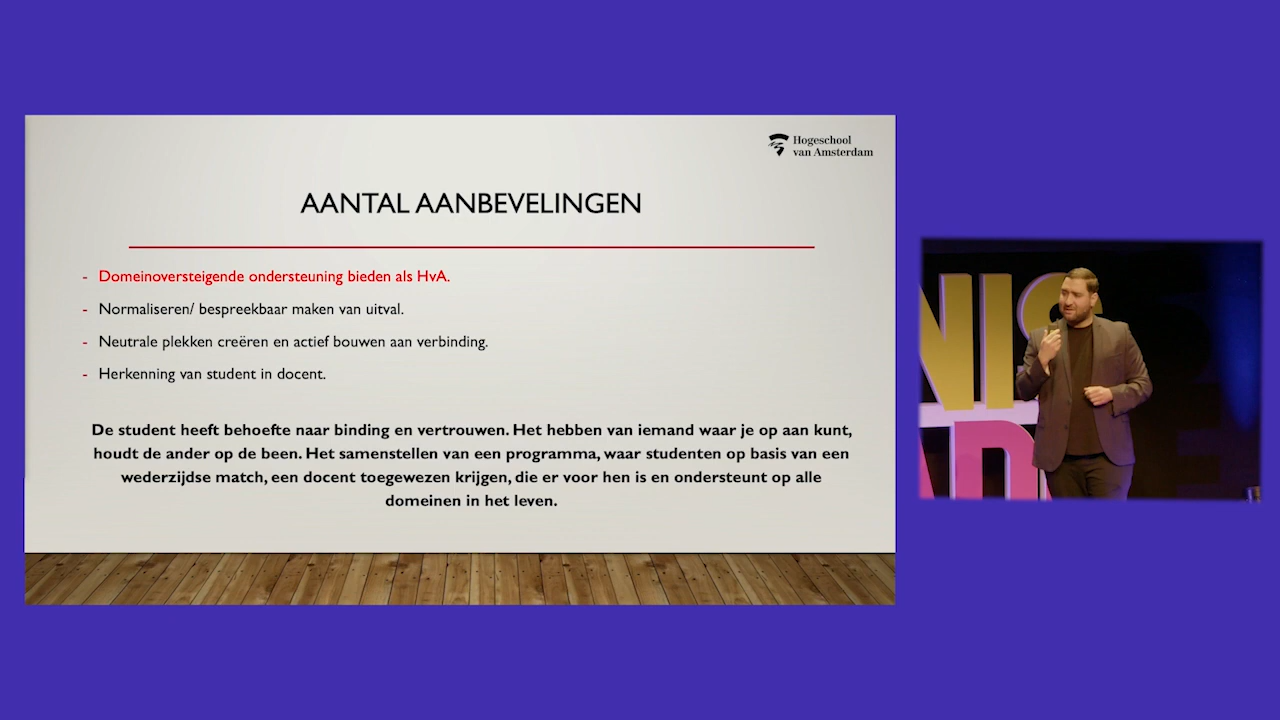 Hogeschool
van Amsterdam
AANTAL AANBEVELINGEN
- Domeinoversteigende ondersteuning bieden als HvA.
- Normaliseren/ bespreekbaar maken van uitval.
- Neutrale plekken creëren en actief bouwen aan verbinding.
- Herkenning van student in docent.
De student heeft behoefte naar binding en vertrouwen. Het hebben van iemand waar je op aan kunt,
houdt de ander op de been. Het samenstellen van een programma, waar studenten op basis van een
wederzijdse match, een docent toegewezen krijgen, die er voor hen is en ondersteunt op alle
domeinen in het leven.